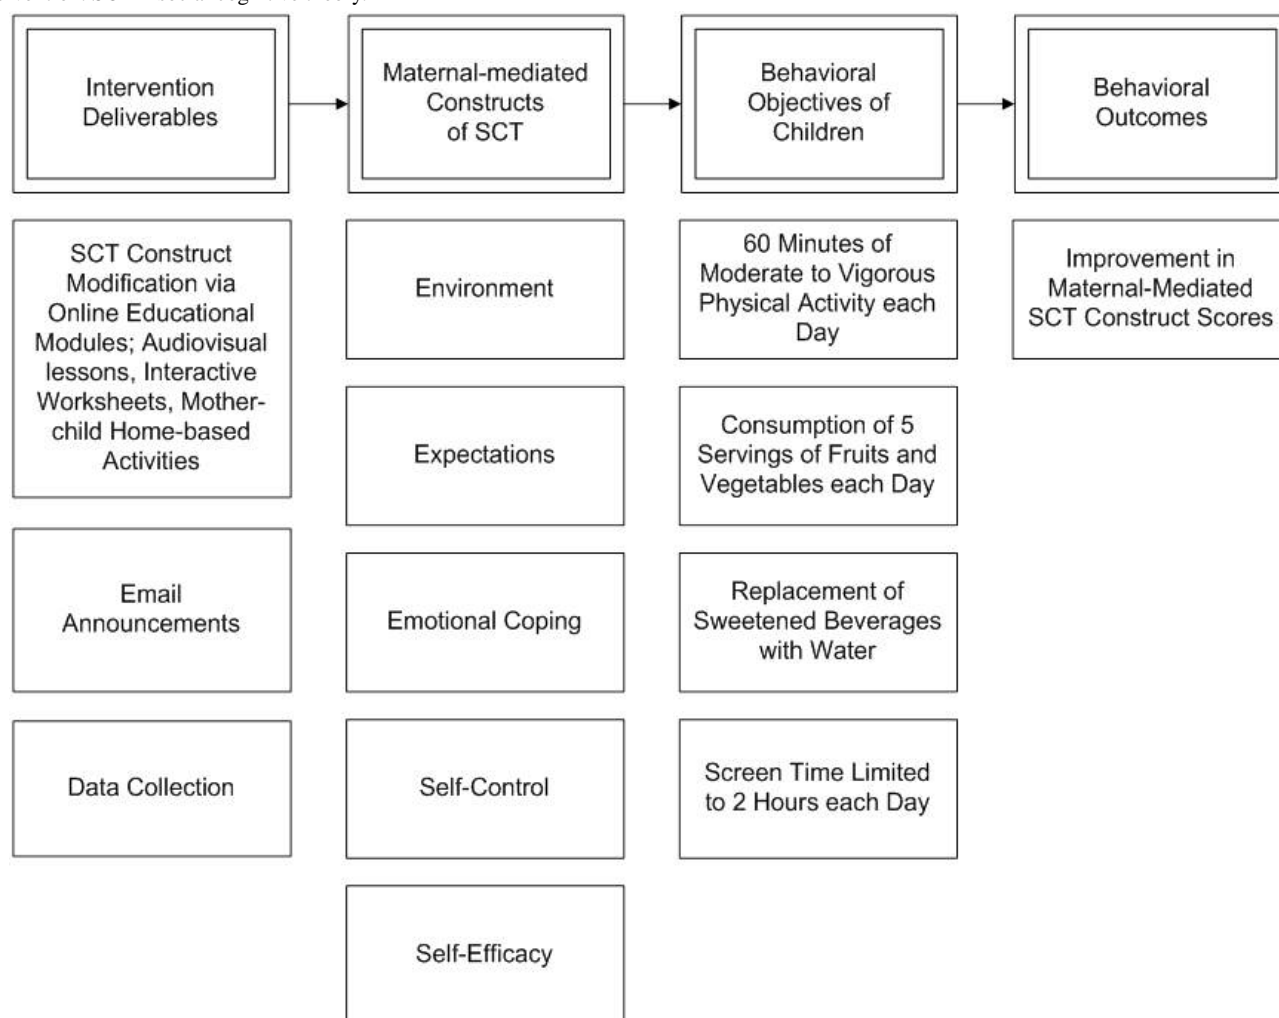 Intervention
Deliverables
Maternal-mediated
Constructs
of SCT
Behavioral
Objectives of
Children
Behavioral
Outcomes
SCT Construct
Modification via
Online Educational
Modules; Audiovisual
lessons, Interactive
Worksheets, Mother-
child Home-based
Activities
Email
Announcements
Data Collection
Environment
Expectations
Emotional Coping
Self-Control
Self-Efficacy
60 Minutes of
Moderate to Vigorous
Physical Activity each
Day
Consumption of 5
Servings of Fruits and
Vegetables each Day
Replacement of
Sweetened Beverages
with Water
Screen Time Limited
to 2 Hours each Day
Improvement in
Maternal-Mediated
SCT Construct Scores